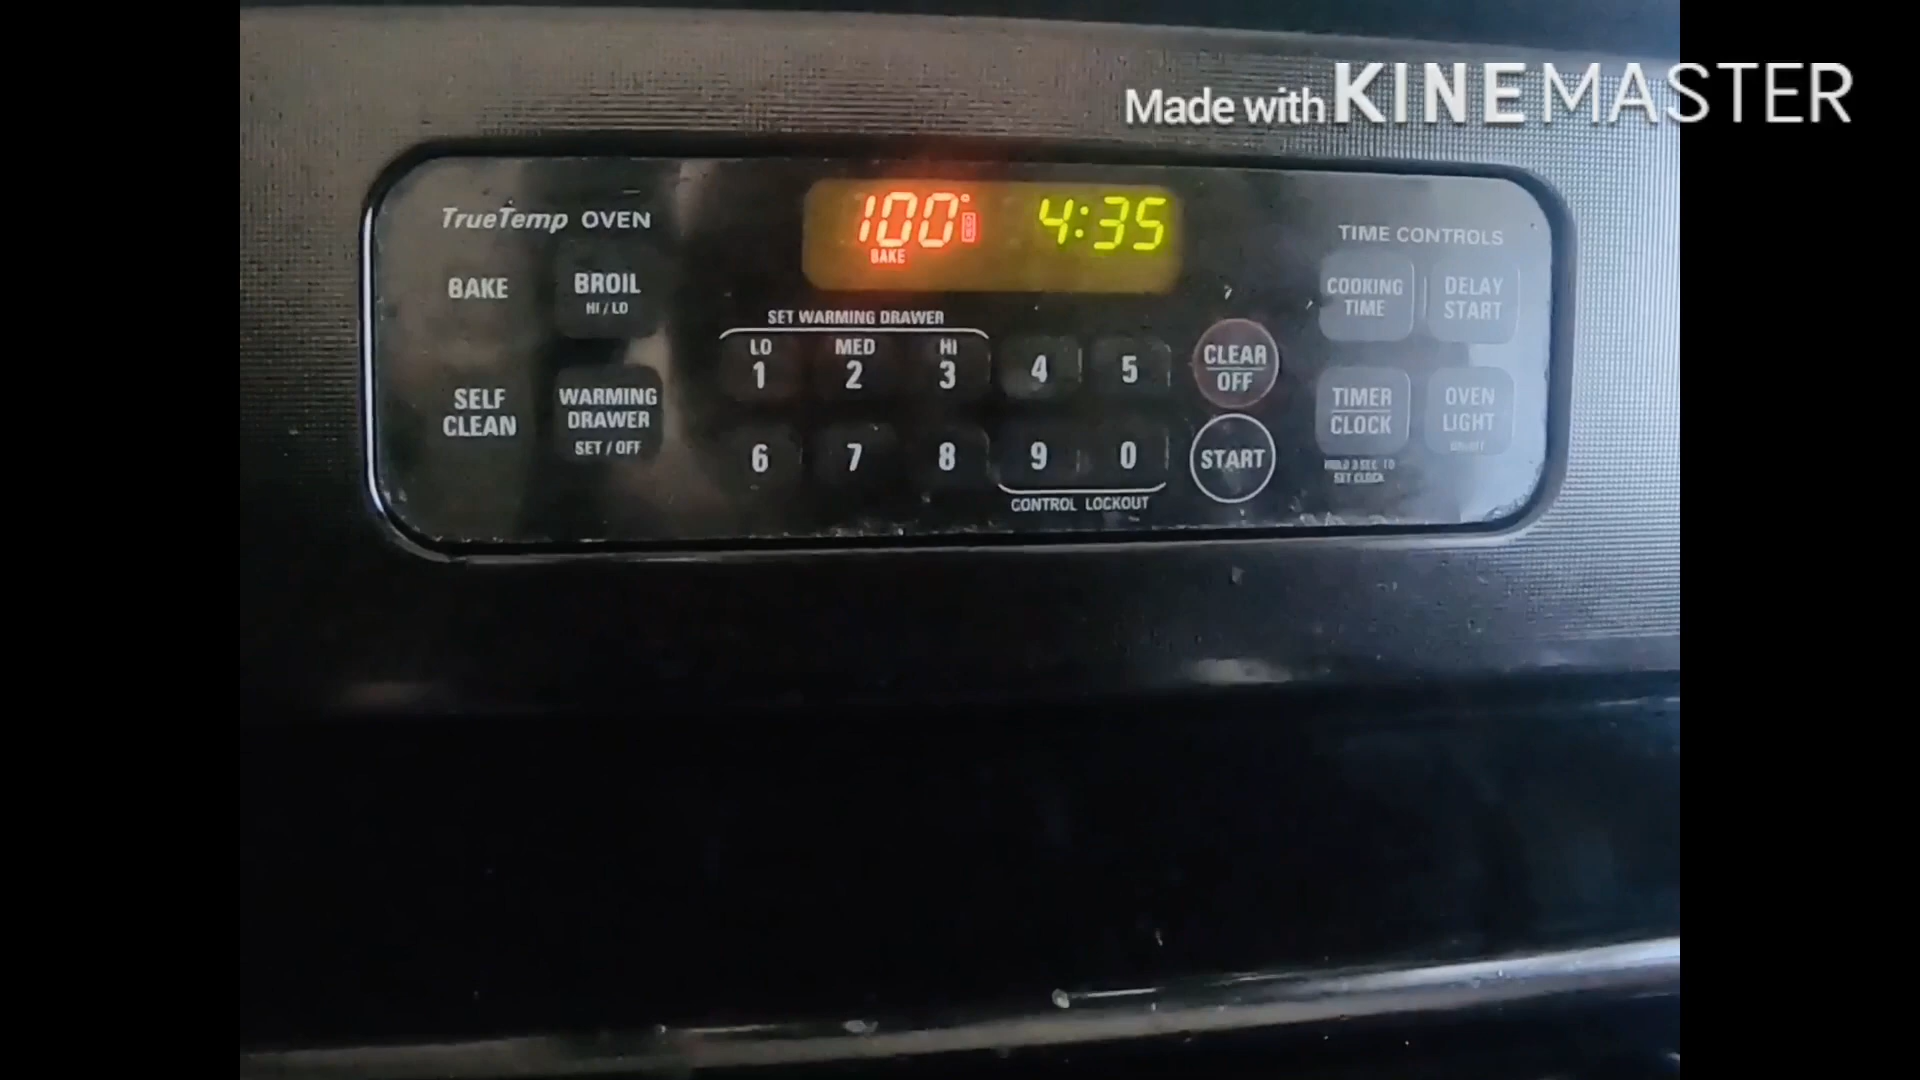 Made with KINEMASTER
TrueTemp OVEN
BAKE
BROIL
HI / LO
SELF
CLEAN
WARMING
DRAWER
SET / OFF
100°
BAKE
4:35
SET WARMING DRAWER
LO
1
MED
2
HI
3
4
5
6
7
8
9
0
CONTROL LOCKOUT
CLEAR
OFF
START
TIME CONTROLS
COOKING
TIME
DELAY
START
TIMER
CLOCK
HOLD 3 SEC TO
SET CLOCK
OVEN
LIGHT